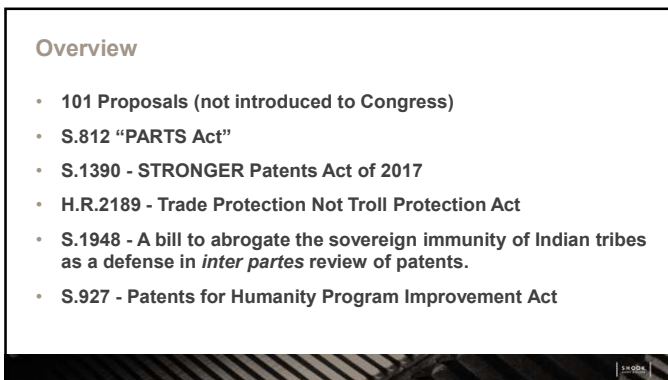 Overview
• 101 Proposals (not introduced to Congress)
• S.812 “PARTS Act”
• S.1390 - STRONGER Patents Act of 2017
• H.R.2189 - Trade Protection Not Troll Protection Act
• S.1948 - A bill to abrogate the sovereign immunity of Indian tribes
as a defense in inter partes review of patents.
• S.927 - Patents for Humanity Program Improvement Act